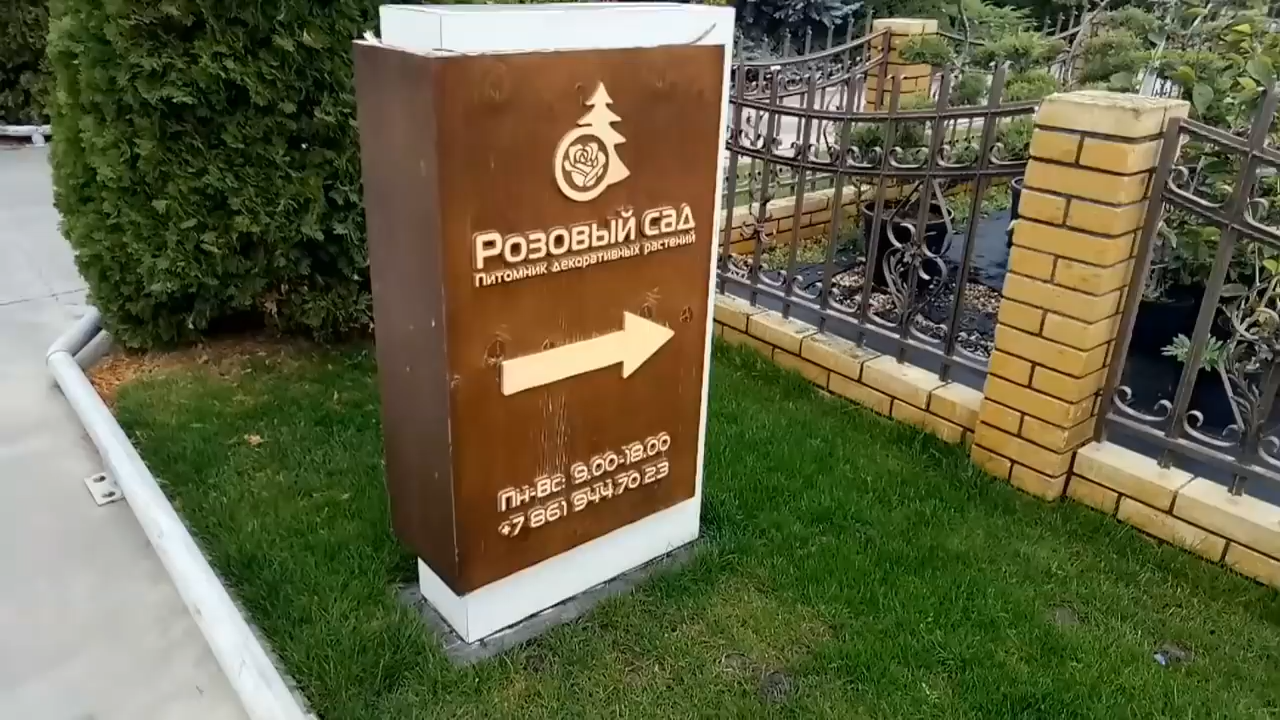 Розовый сад
Питомник декоративных растений
Пн-Вс: 9.00-18.00
+7 861 944 70 23